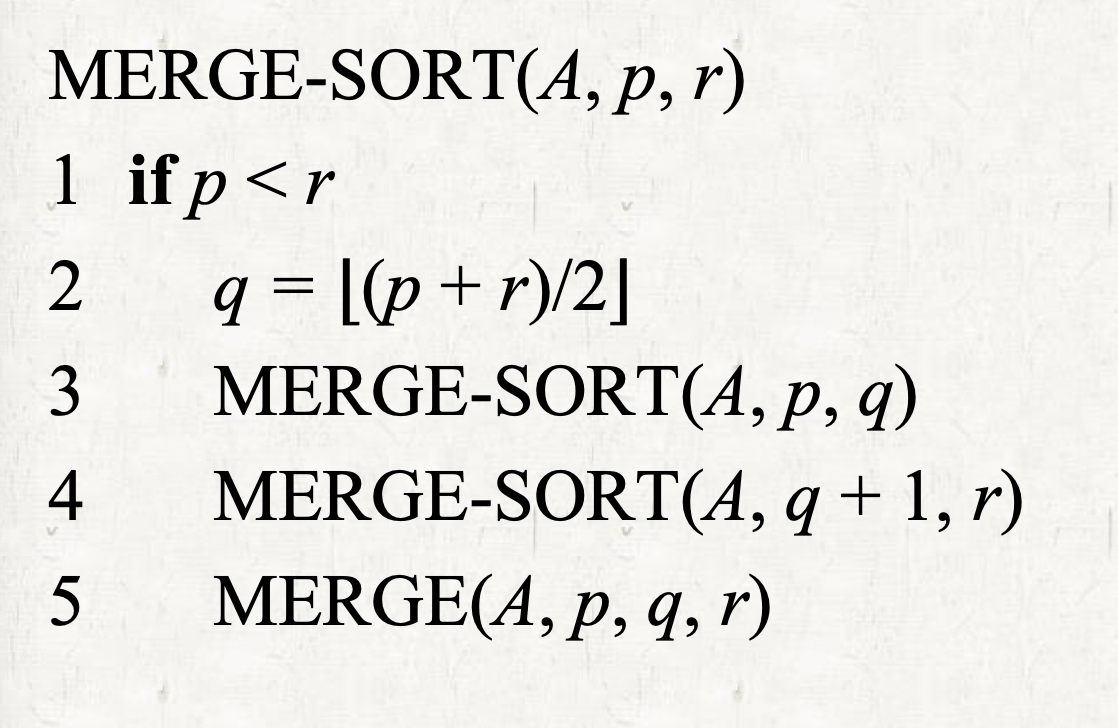 MERGE-SORT(A, p, r)
1 if p < r
2 q = ⌊(p + r)/2⌋
3 MERGE-SORT(A, p, q)
4 MERGE-SORT(A, q + 1, r)
5 MERGE(A, p, q, r)